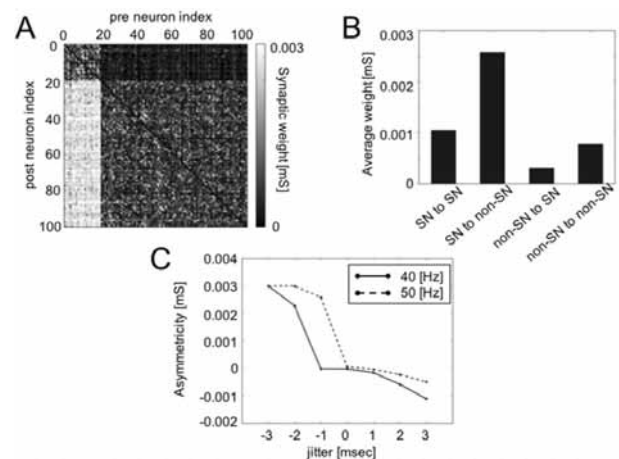 A
pre neuron index
0 20 40 60 80 100
0
20
40
60
80
100
post neuron index
0.003
0
Synaptic weight [mS]
B
0.003
0.002
0.001
0
Average weight [mS]
SN to SN
SN to non-SN
non-SN to SN
non-SN to non-SN
C
0.004
0.003
0.002
0.001
0
-0.001
-0.002
Asymmetricity [mS]
40 [Hz]
50 [Hz]
-3 -2 -1 0 1 2 3
jitter [msec]